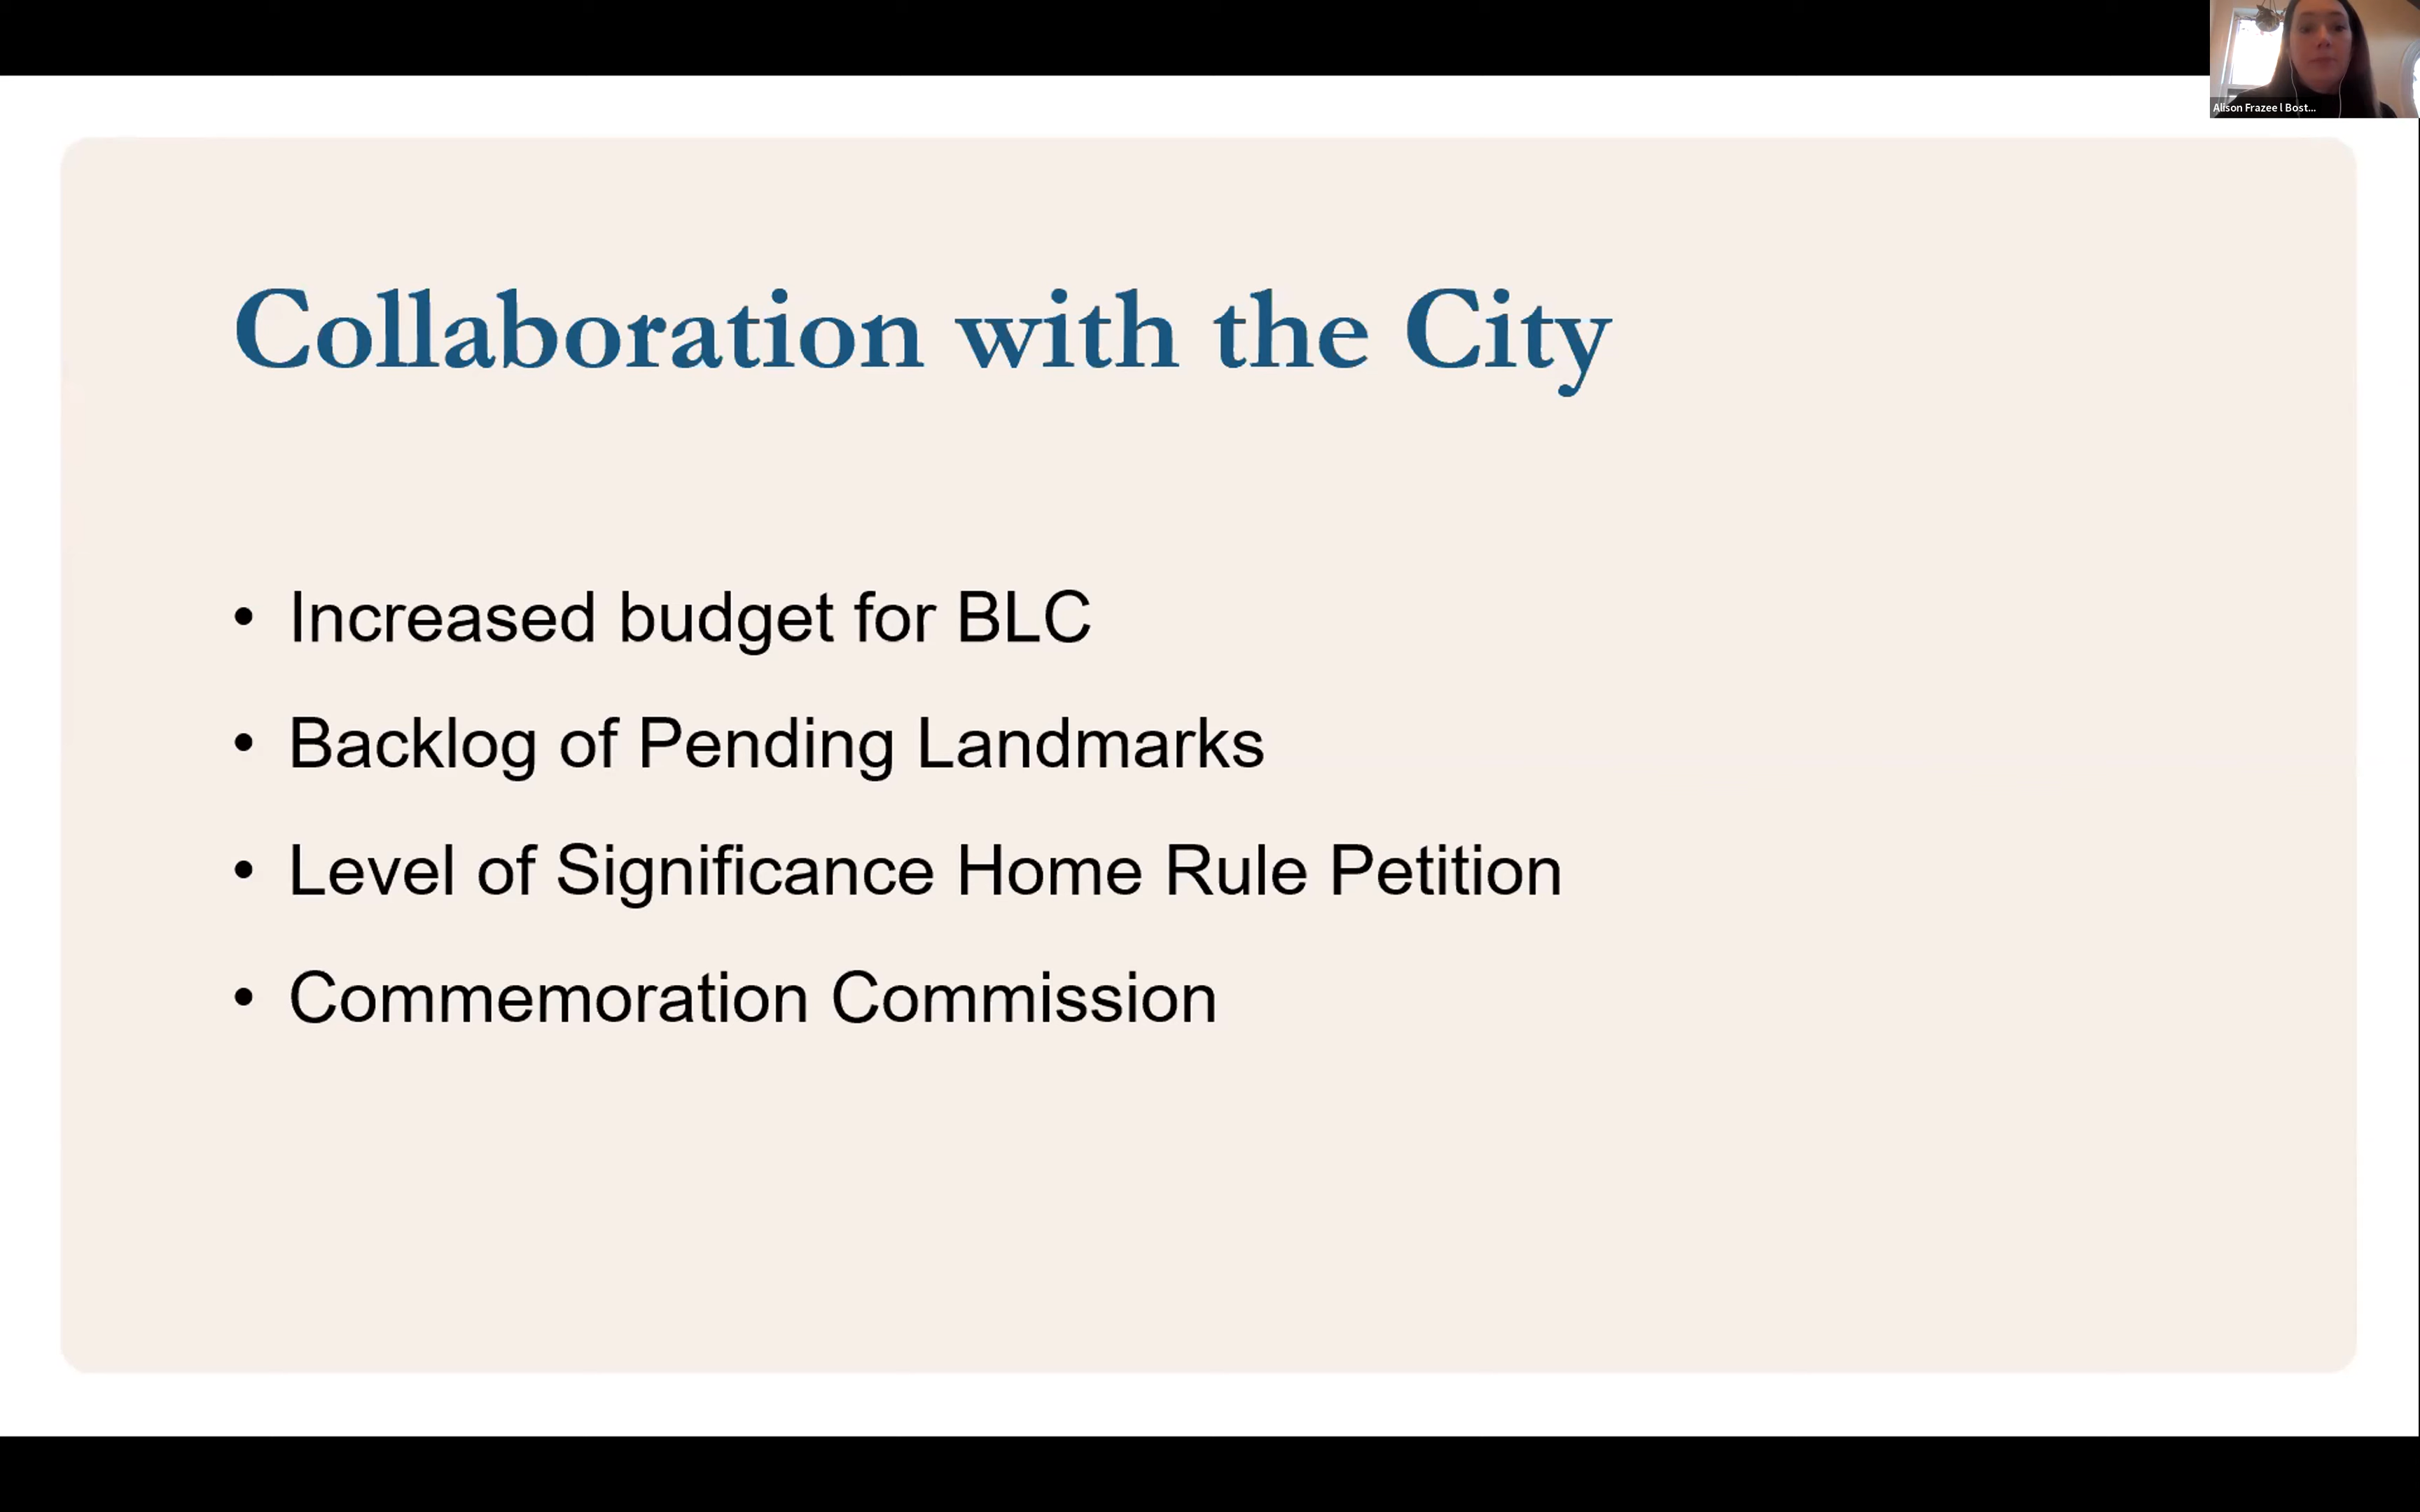 Alison Frazee l Bost...
Collaboration with the City
• Increased budget for BLC
• Backlog of Pending Landmarks
• Level of Significance Home Rule Petition
• Commemoration Commission